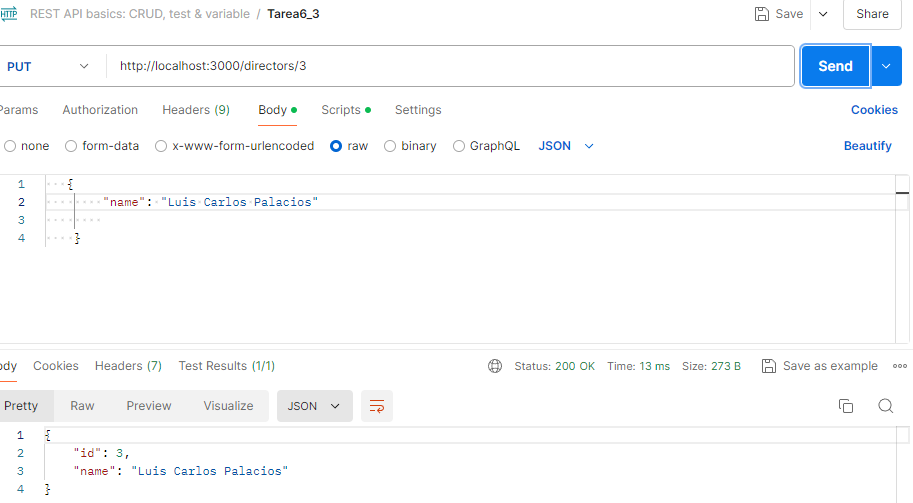 HTTP REST API basics: CRUD, test & variable / Tarea6_3 Save Share
PUT http://localhost:3000/directors/3 Send
Params Authorization Headers (9) Body Scripts Settings Cookies
none form-data x-www-form-urlencoded raw binary GraphQL JSON Beautify
1 {
2 "name": "Luis Carlos Palacios"
3
4 }
Body Cookies Headers (7) Test Results (1/1) Status: 200 OK Time: 13 ms Size: 273 B Save as example
Pretty Raw Preview Visualize JSON
1 {
2 "id": 3,
3 "name": "Luis Carlos Palacios"
4 }